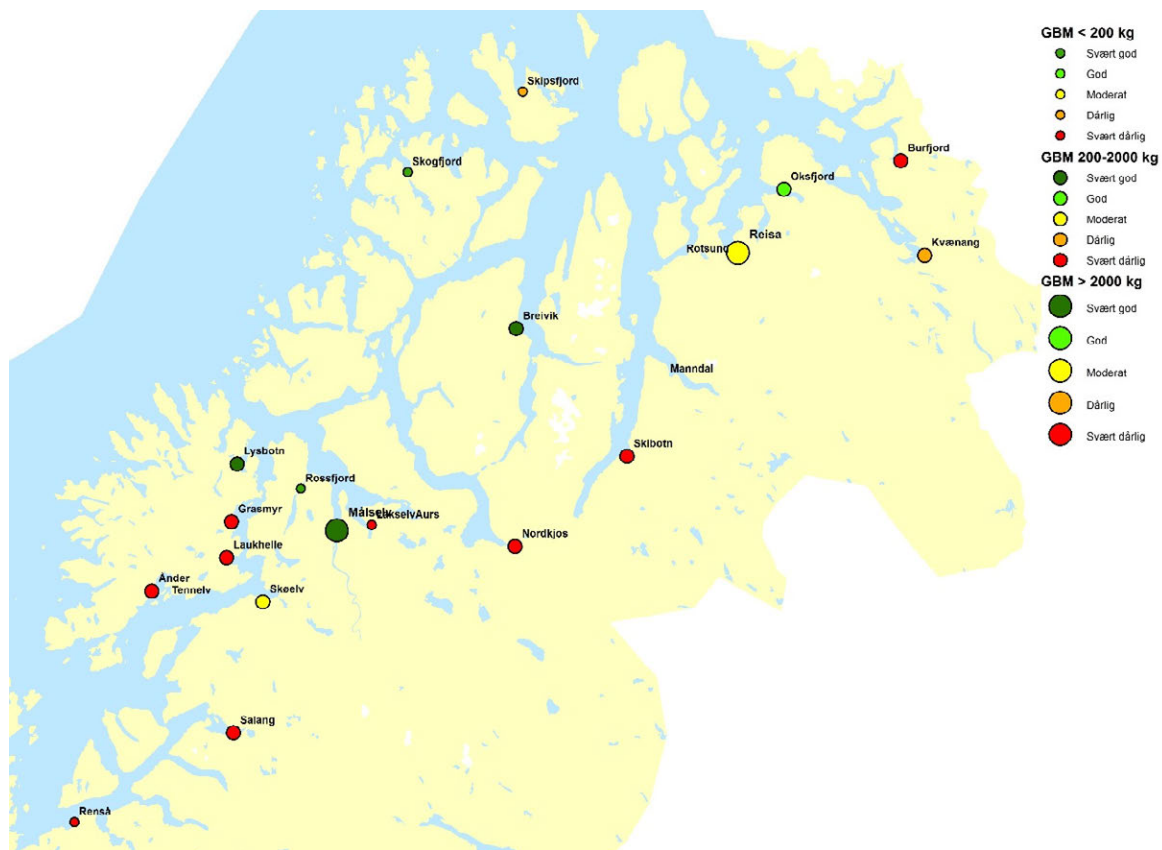 GBM < 200 kg
Svært god
God
Moderat
Dårlig
Svært dårlig
GBM 200-2000 kg
Svært god
God
Moderat
Dårlig
Svært dårlig
GBM > 2000 kg
Svært god
God
Moderat
Dårlig
Svært dårlig
Skipsfjord
Burfjord
Skogfjord
Oksfjord
Reisa
Rotsund
Kvænang
Breivik
Manndal
Lysbotn
Skibotn
Rossfjord
Grasmyr
Målselv
LakselvAurs
Nordkjos
Laukhelle
Ånder
Tennelv
Skøelv
Salang
Renså